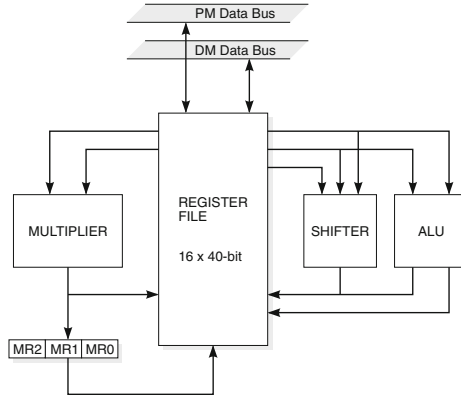 PM Data Bus
DM Data Bus
REGISTER
FILE
16 x 40-bit
MULTIPLIER
SHIFTER
ALU
MR2 MR1 MR0